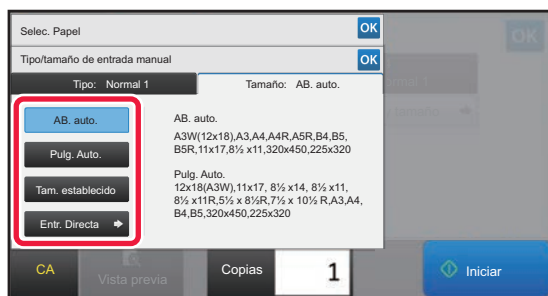 Selec. Papel
OK
OK
Tipo/tamaño de entrada manual
OK
Tipo: Normal 1
Tamaño: AB. auto.
AB. auto.
Pulg. Auto.
Tam. establecido
Entr. Directa
AB. auto.
A3W(12x18),A3,A4,A4R,A5R,B4,B5,
B5R,11x17,8½ x11,320x450,225x320
Pulg. Auto.
12x18(A3W),11x17, 8½ x14, 8½ x11,
8½ x11R,5½ x 8½R,7½ x 10½ R,A3,A4,
B4,B5,320x450,225x320
CA
Vista previa
Copias
1
Iniciar